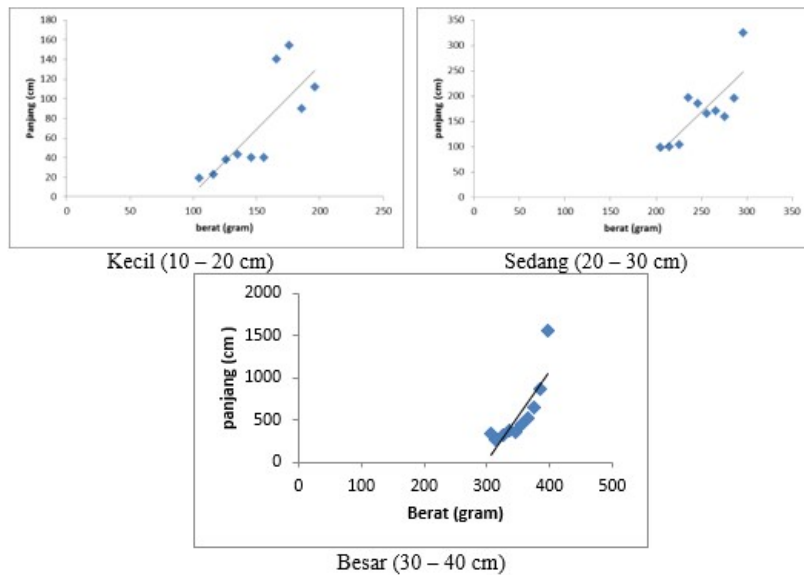 Panjang (cm)
180
160
140
120
100
80
60
40
20
0
0 50 100 150 200 250
berat (gram)
Kecil (10 – 20 cm)
panjang (cm)
350
300
250
200
150
100
50
0
0 50 100 150 200 250 300 350
berat (gram)
Sedang (20 – 30 cm)
panjang (cm )
2000
1500
1000
500
0
0 100 200 300 400 500
Berat (gram)
Besar (30 – 40 cm)